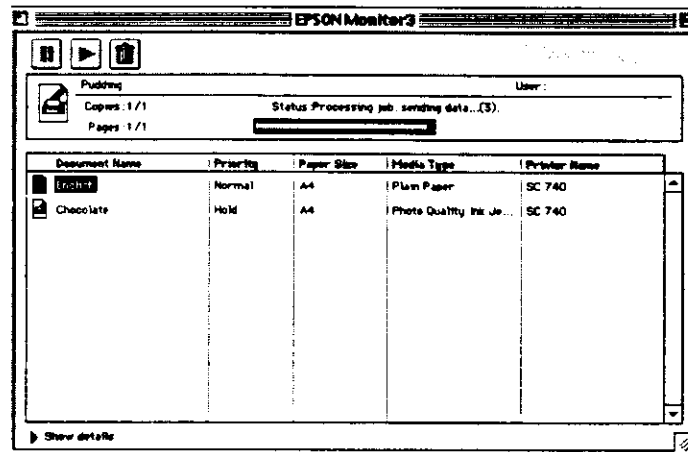 EPSON Monitor3
Pudding User :
Copies : 1 / 1 Status :Processing job. sending data...(3).
Pages : 1 / 1
Document Name Priority Paper Size Media Type Printer Name
Normal A4 Plain Paper SC 740
Chocolate Hold A4 Photo Quality Ink Je... SC 740
Show details